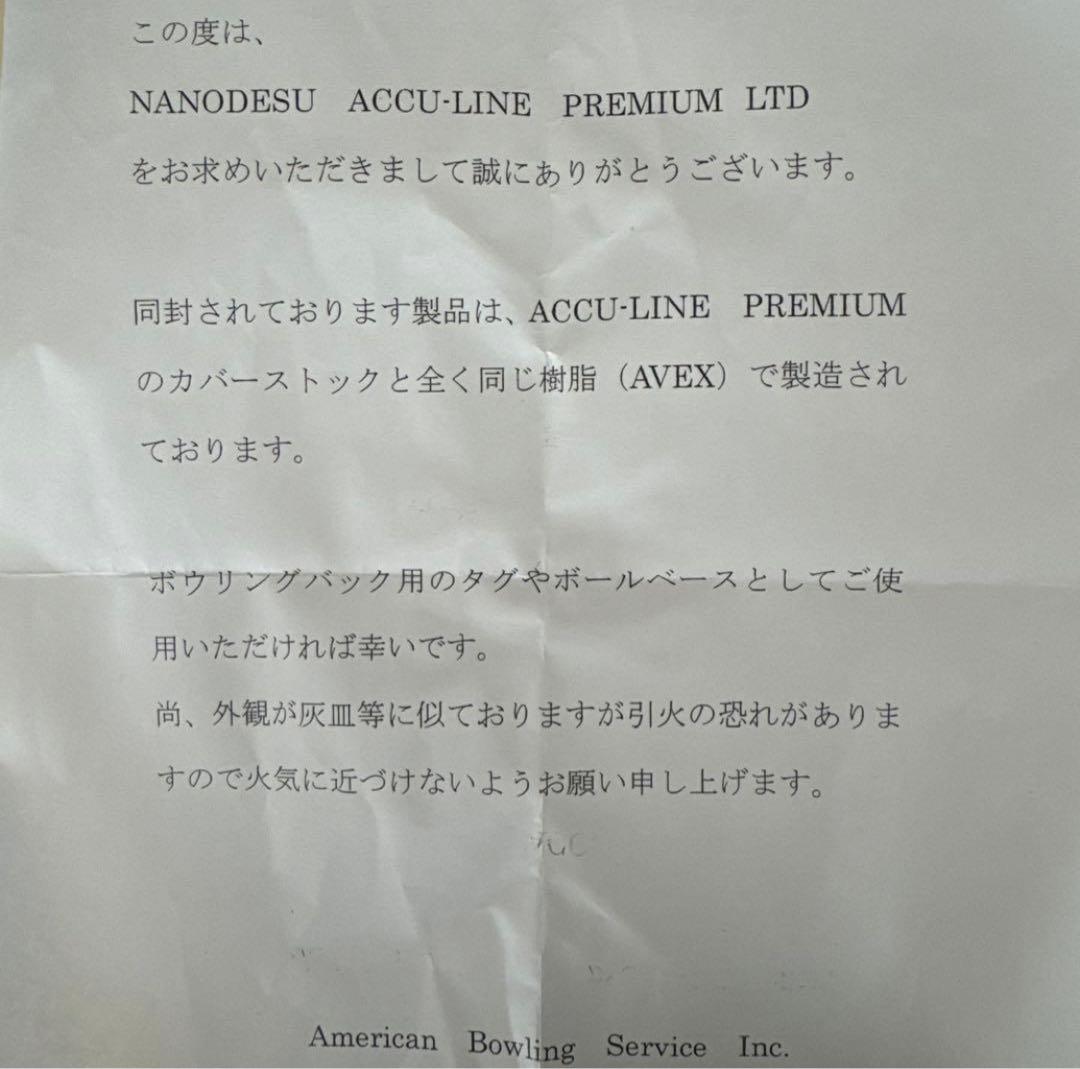 この度は、
NANODESU ACCU-LINE PREMIUM LTD
をお求めいただきまして誠にありがとうございます。
同封されております製品は、ACCU-LINE PREMIUM
のカバーストックと全く同じ樹脂（AVEX）で製造され
ております。
ボウリングバック用のタグやボールベースとしてご使
用いただければ幸いです。
尚、外観が灰皿等に似ておりますが引火の恐れがありま
すので火気に近づけないようお願い申し上げます。
American Bowling Service Inc.